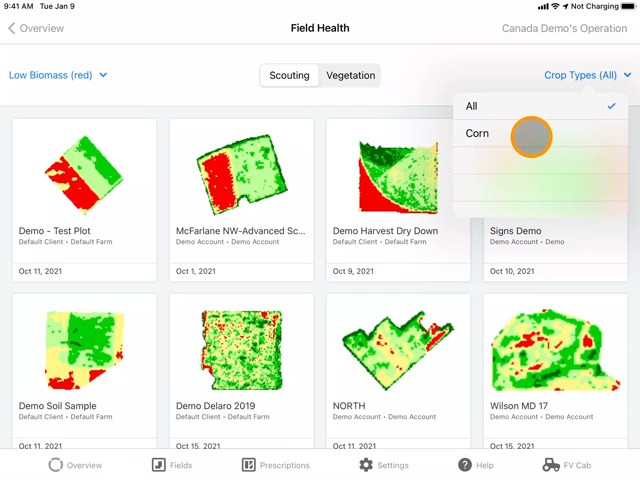 9:41 AM Tue Jan 9
Not Charging
Overview
Field Health
Canada Demo's Operation
Low Biomass (red)
Scouting
Vegetation
Crop Types (All)
All
Corn
Demo - Test Plot
Default Client • Default Farm
Oct 11, 2021
McFarlane NW-Advanced Sc...
Demo Account • Demo Account
Oct 1, 2021
Demo Harvest Dry Down
Default Client • Default Farm
Oct 9, 2021
Signs Demo
Demo Account • Demo
Oct 10, 2021
Demo Soil Sample
Default Client • Default Farm
Oct 11, 2021
Demo Delaro 2019
Default Client • Default Farm
Oct 15, 2021
NORTH
Demo Account • Demo Account
Oct 11, 2021
Wilson MD 17
Demo Account • Demo Account
Oct 15, 2021
Overview
Fields
Prescriptions
Settings
Help
FV Cab